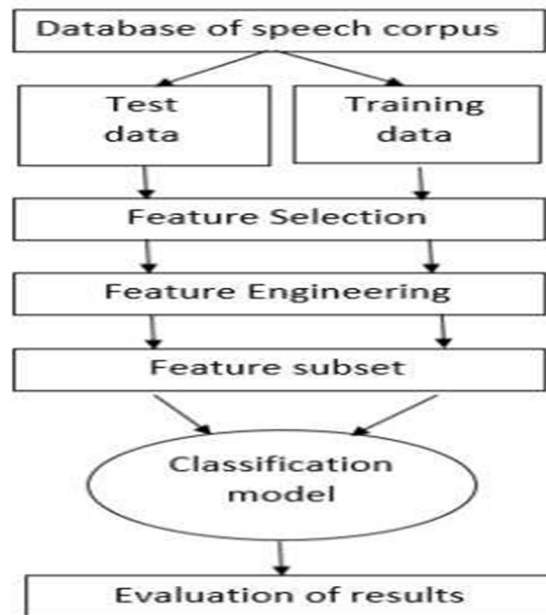 Database of speech corpus
Test
data
Training
data
Feature Selection
Feature Engineering
Feature subset
Classification
model
Evaluation of results